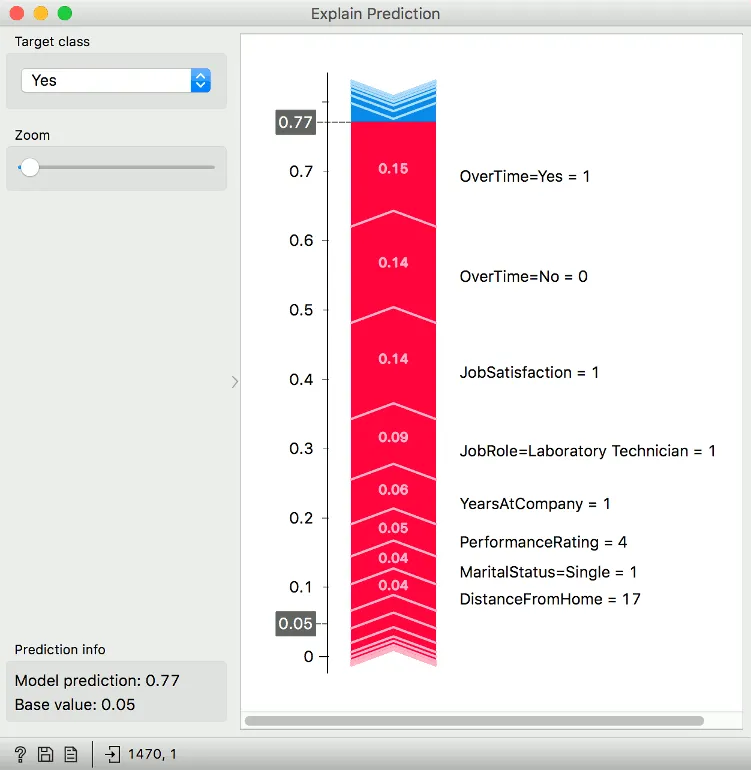 Explain Prediction
Target class
Yes
Zoom
0.77
0.7
0.6
0.5
0.4
0.3
0.2
0.1
0.05
0
0.15
0.14
0.14
0.09
0.06
0.05
0.04
0.04
OverTime=Yes = 1
OverTime=No = 0
JobSatisfaction = 1
JobRole=Laboratory Technician = 1
YearsAtCompany = 1
PerformanceRating = 4
MaritalStatus=Single = 1
DistanceFromHome = 17
Prediction info
Model prediction: 0.77
Base value: 0.05
? 1470, 1